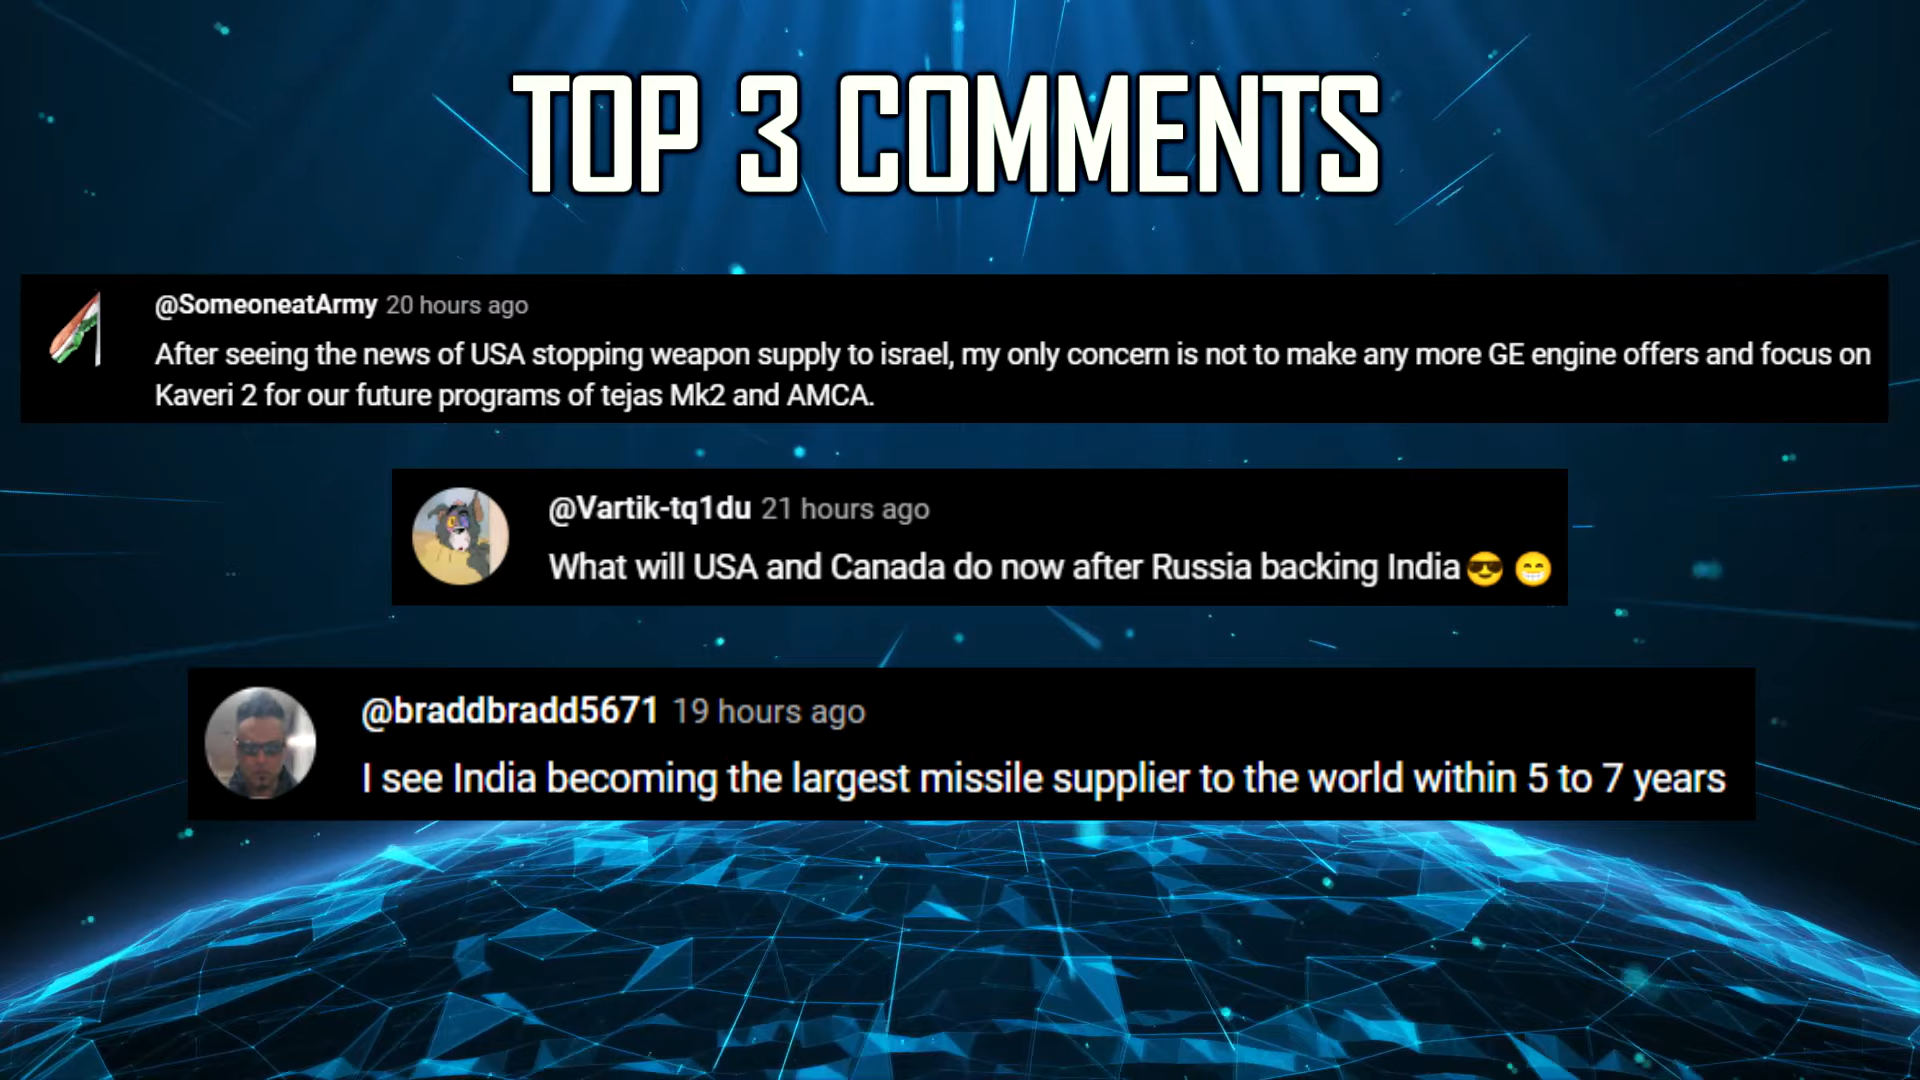 TOP 3 COMMENTS
@SomeoneatArmy 20 hours ago
After seeing the news of USA stopping weapon supply to israel, my only concern is not to make any more GE engine offers and focus on
Kaveri 2 for our future programs of tejas Mk2 and AMCA.
@Vartik-tq1du 21 hours ago
What will USA and Canada do now after Russia backing India😎😁
@braddbradd5671 19 hours ago
I see India becoming the largest missile supplier to the world within 5 to 7 years